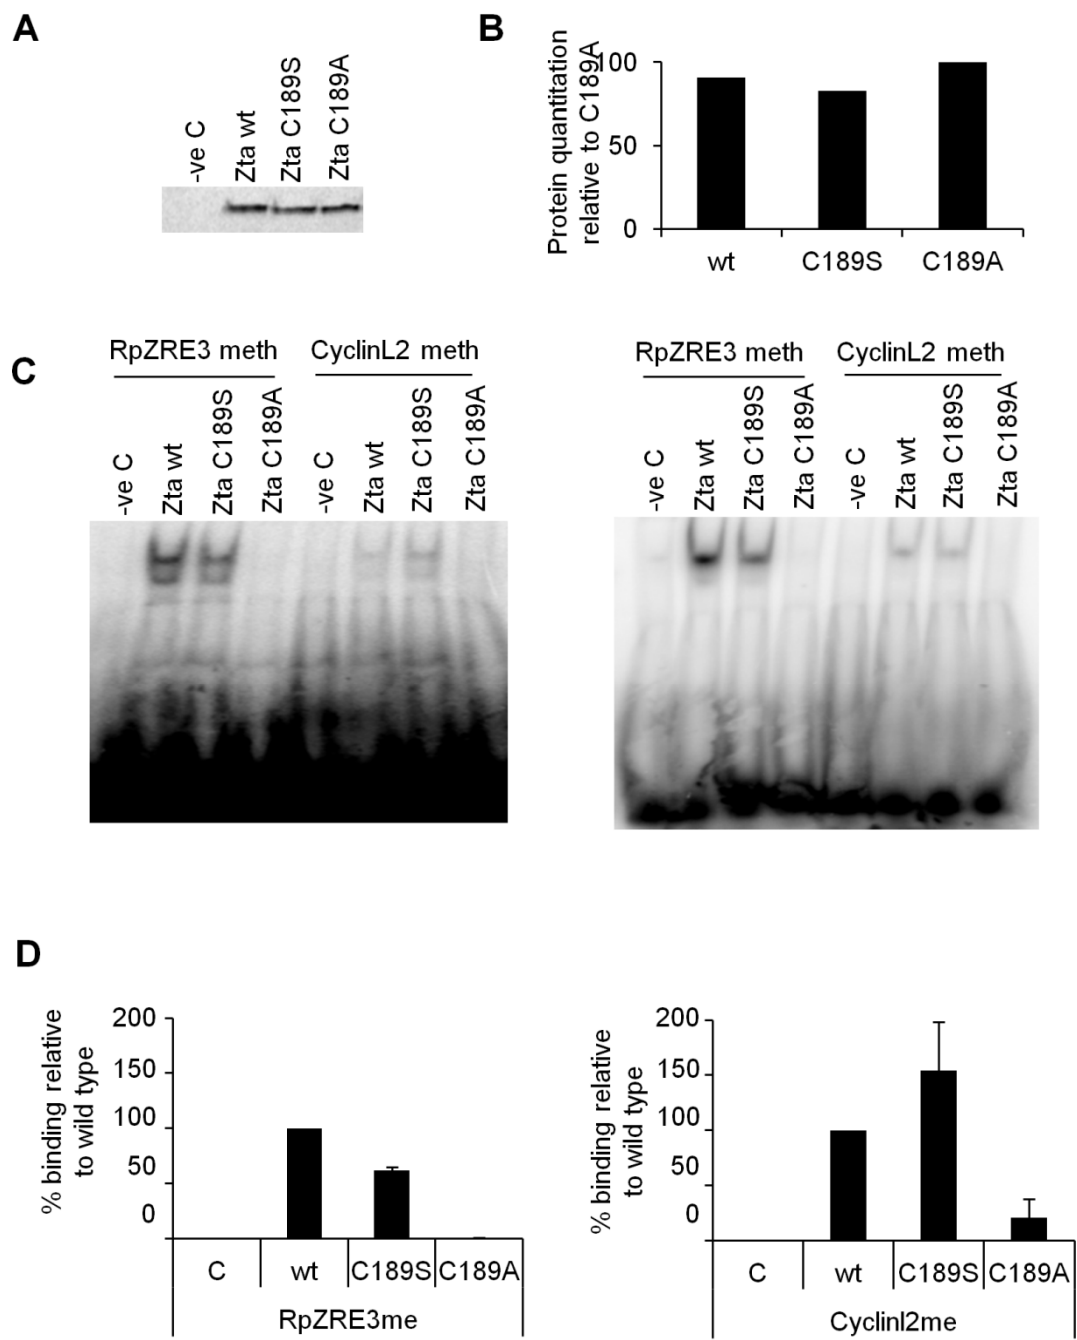 A
-ve C
Zta wt
Zta C189S
Zta C189A
B
Protein quantitation
relative to C189A
100
50
0
wt
C189S
C189A
C
RpZRE3 meth
CyclinL2 meth
-ve C
Zta wt
Zta C189S
Zta C189A
-ve C
Zta wt
Zta C189S
Zta C189A
RpZRE3 meth
CyclinL2 meth
-ve C
Zta wt
Zta C189S
Zta C189A
-ve C
Zta wt
Zta C189S
Zta C189A
D
% binding relative
to wild type
200
150
100
50
0
C
wt
C189S
C189A
RpZRE3me
% binding relative
to wild type
200
150
100
50
0
C
wt
C189S
C189A
Cyclinl2me